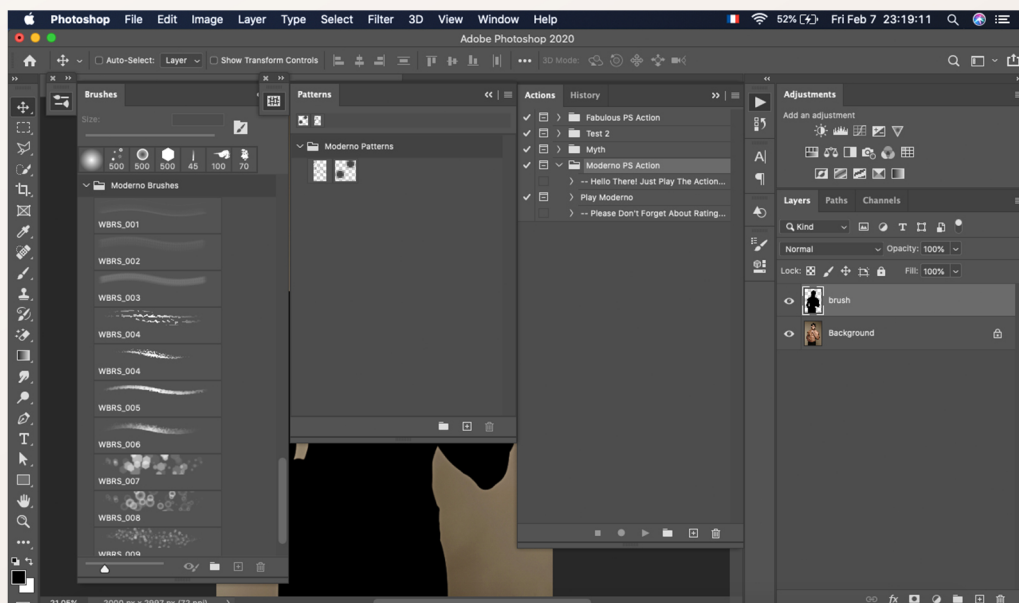 Photoshop File Edit Image Layer Type Select Filter 3D View Window Help 52% Fri Feb 7 23:19:11
Adobe Photoshop 2020
Auto-Select: Layer Show Transform Controls 3D Mode:
Brushes
Size:
500 500 500 45 100 70
Moderno Brushes
WBRS_001
WBRS_002
WBRS_003
WBRS_004
WBRS_004
WBRS_005
WBRS_006
WBRS_007
WBRS_008
WBRS_009
Patterns
Moderno Patterns
Actions History
Fabulous PS Action
Test 2
Myth
Moderno PS Action
-- Hello There! Just Play The Action...
Play Moderno
-- Please Don't Forget About Rating...
Adjustments
Add an adjustment
Layers Paths Channels
Kind
Normal Opacity: 100%
Lock: Fill: 100%
brush
Background